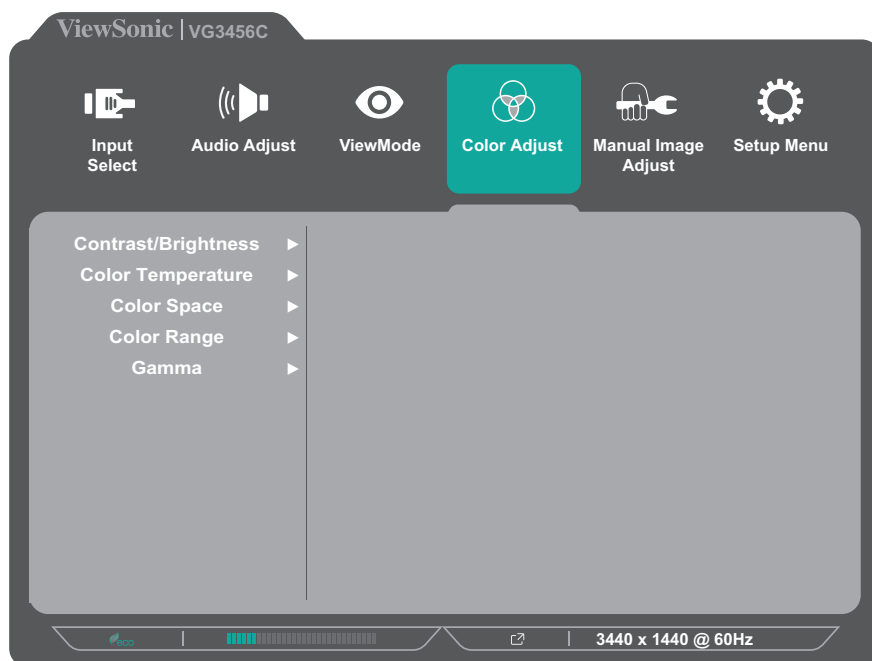 ViewSonic | VG3456C
Input Select
Audio Adjust
ViewMode
Color Adjust
Manual Image Adjust
Setup Menu
Contrast/Brightness
Color Temperature
Color Space
Color Range
Gamma
eco
3440 x 1440 @ 60Hz